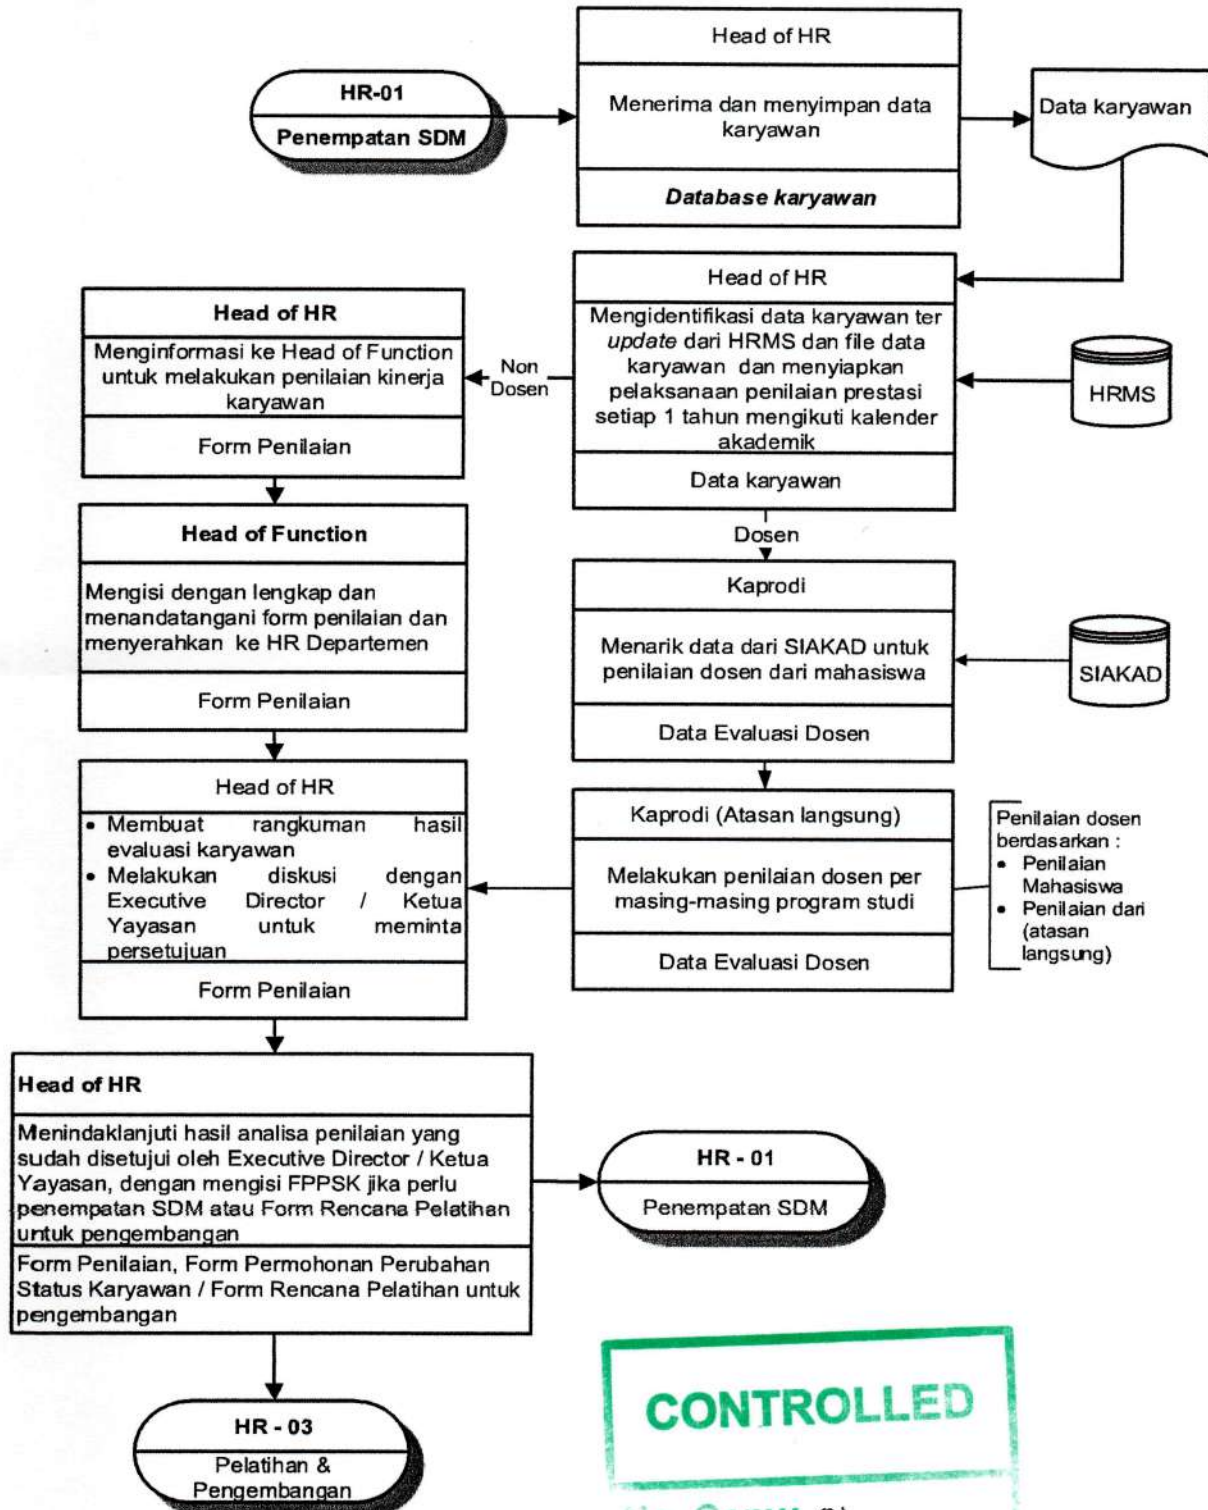 Head of HR
HR-01
Penempatan SDM
Menerima dan menyimpan data
karyawan
Database karyawan
Data karyawan
Head of HR
Mengidentifikasi data karyawan ter
update dari HRMS dan file data
karyawan dan menyiapkan
pelaksanaan penilaian prestasi
setiap 1 tahun mengikuti kalender
akademik
Data karyawan
HRMS
Non
Dosen
Head of HR
Menginformasi ke Head of Function
untuk melakukan penilaian kinerja
karyawan
Form Penilaian
Head of Function
Mengisi dengan lengkap dan
menandatangani form penilaian dan
menyerahkan ke HR Departemen
Form Penilaian
Dosen
Kaprodi
Menarik data dari SIAKAD untuk
penilaian dosen dari mahasiswa
Data Evaluasi Dosen
SIAKAD
Kaprodi (Atasan langsung)
Melakukan penilaian dosen per
masing-masing program studi
Data Evaluasi Dosen
Penilaian dosen
berdasarkan :
• Penilaian
Mahasiswa
• Penilaian dari
(atasan
langsung)
Head of HR
• Membuat rangkuman hasil
evaluasi karyawan
• Melakukan diskusi dengan
Executive Director / Ketua
Yayasan untuk meminta
persetujuan
Form Penilaian
Head of HR
Menindaklanjuti hasil analisa penilaian yang
sudah disetujui oleh Executive Director / Ketua
Yayasan, dengan mengisi FPPSK jika perlu
penempatan SDM atau Form Rencana Pelatihan
untuk pengembangan
Form Penilaian, Form Permohonan Perubahan
Status Karyawan / Form Rencana Pelatihan untuk
pengembangan
HR - 01
Penempatan SDM
HR - 03
Pelatihan &
Pengembangan
CONTROLLED